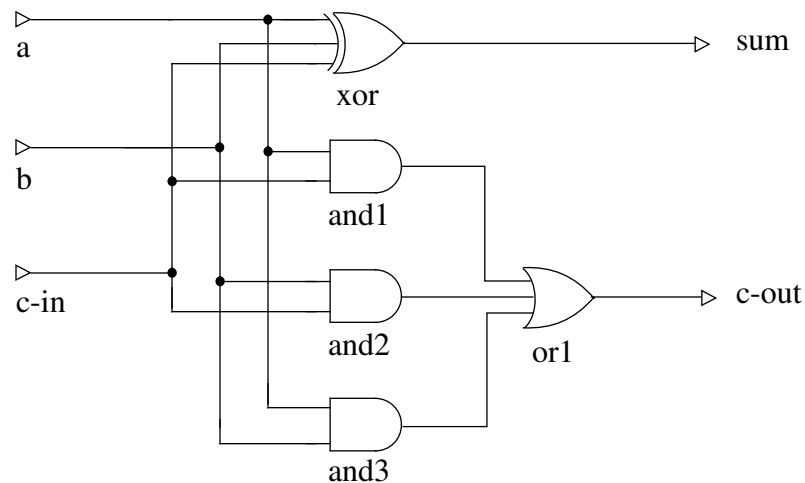 a
sum
xor
b
and1
c-in
c-out
and2
or1
and3